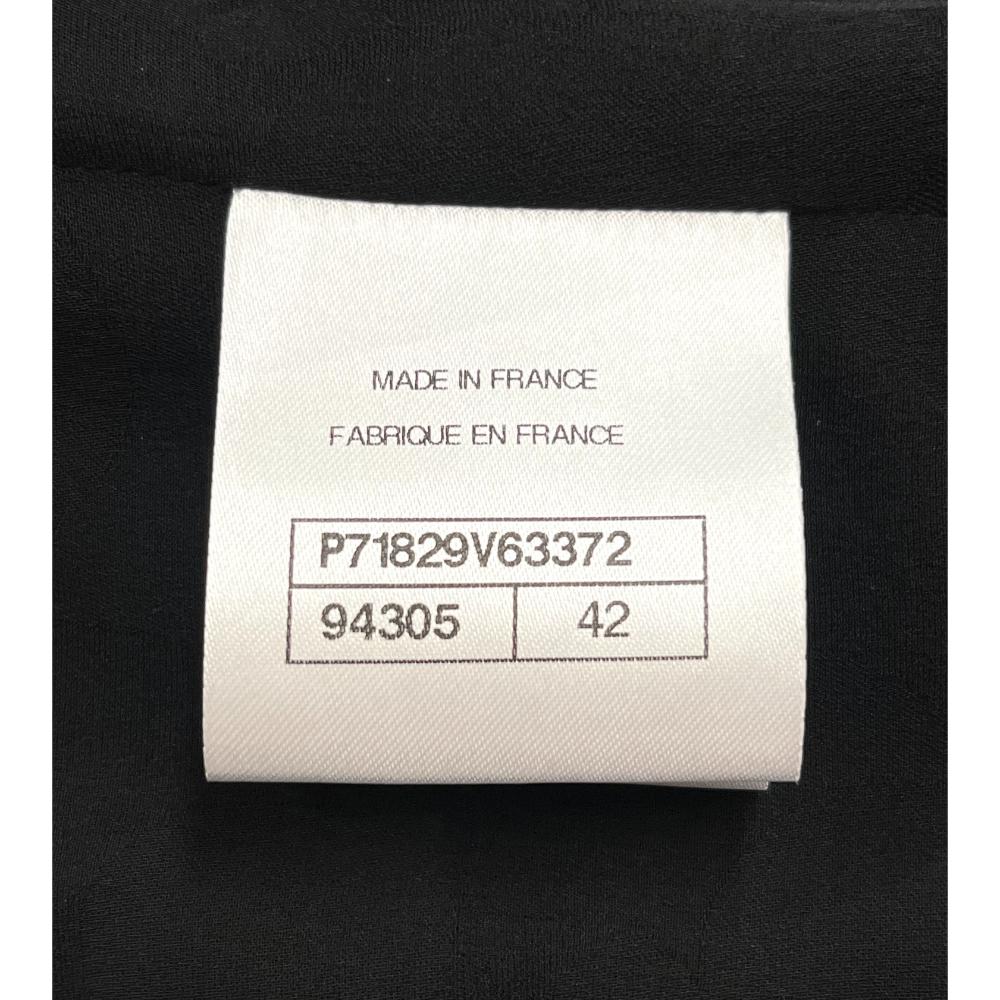 MADE IN FRANCE
FABRIQUE EN FRANCE
P71829V63372
94305 42